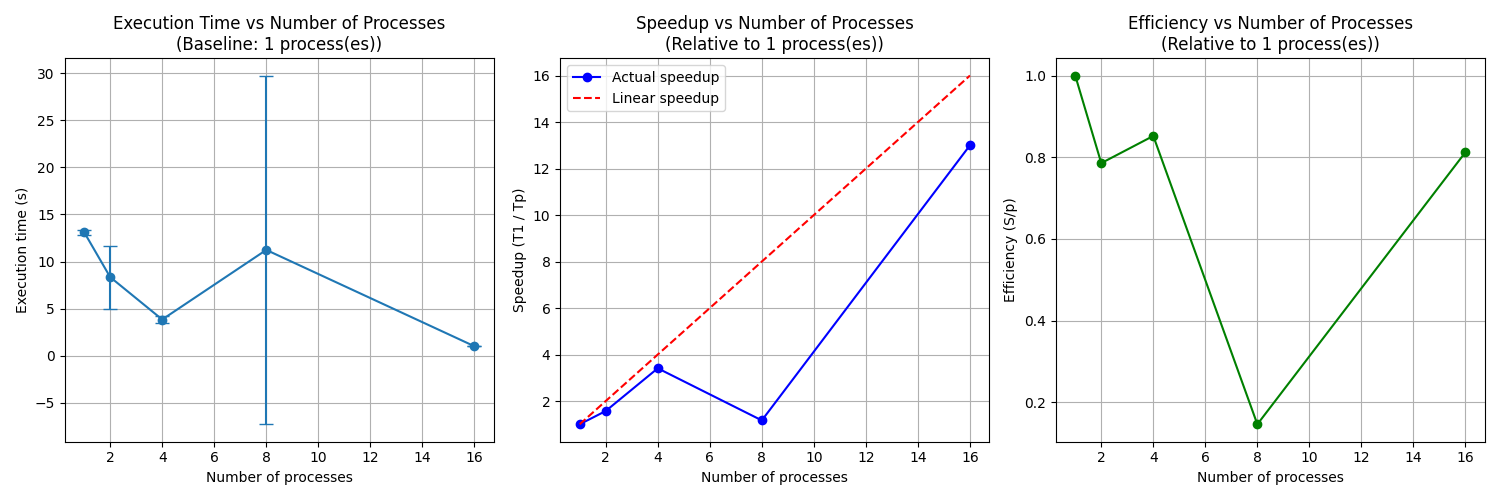 Execution Time vs Number of Processes
(Baseline: 1 process(es))
30
25
20
15
10
5
0
−5
Execution time (s)
2 4 6 8 10 12 14 16
Number of processes
Speedup vs Number of Processes
(Relative to 1 process(es))
Actual speedup
Linear speedup
16
14
12
10
8
6
4
2
Speedup (T1 / Tp)
2 4 6 8 10 12 14 16
Number of processes
Efficiency vs Number of Processes
(Relative to 1 process(es))
1.0
0.8
0.6
0.4
0.2
Efficiency (S/p)
2 4 6 8 10 12 14 16
Number of processes